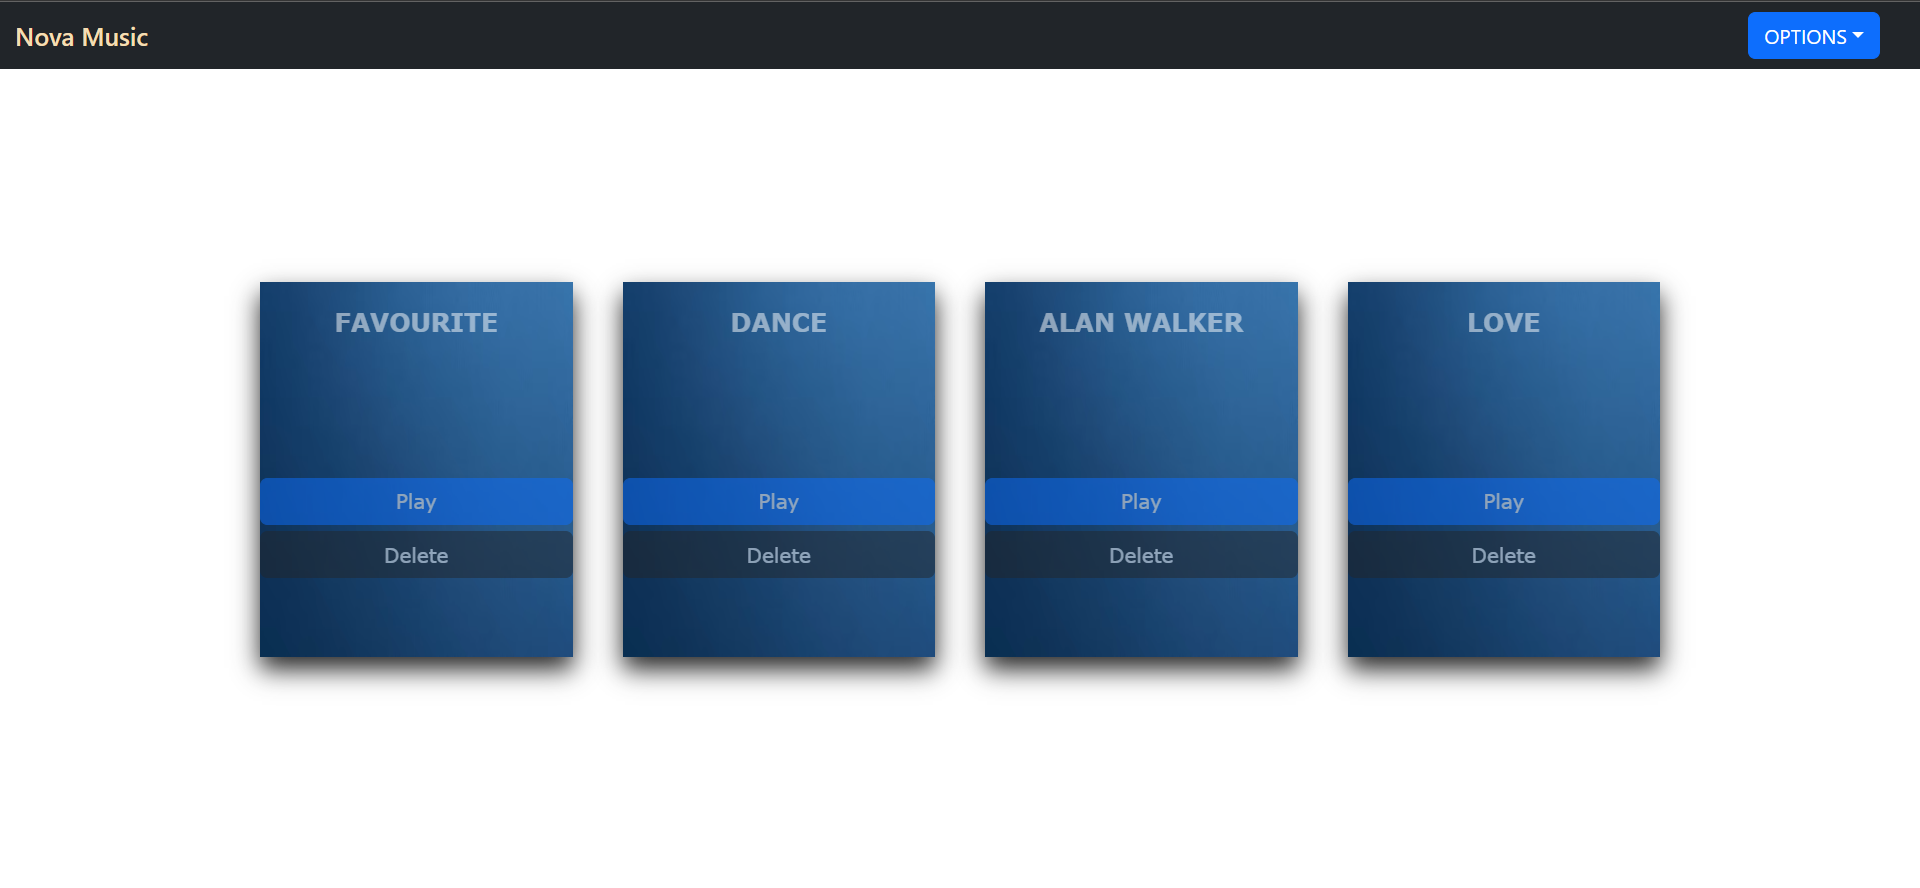 Nova Music
OPTIONS
FAVOURITE
DANCE
ALAN WALKER
LOVE
Play
Play
Play
Play
Delete
Delete
Delete
Delete